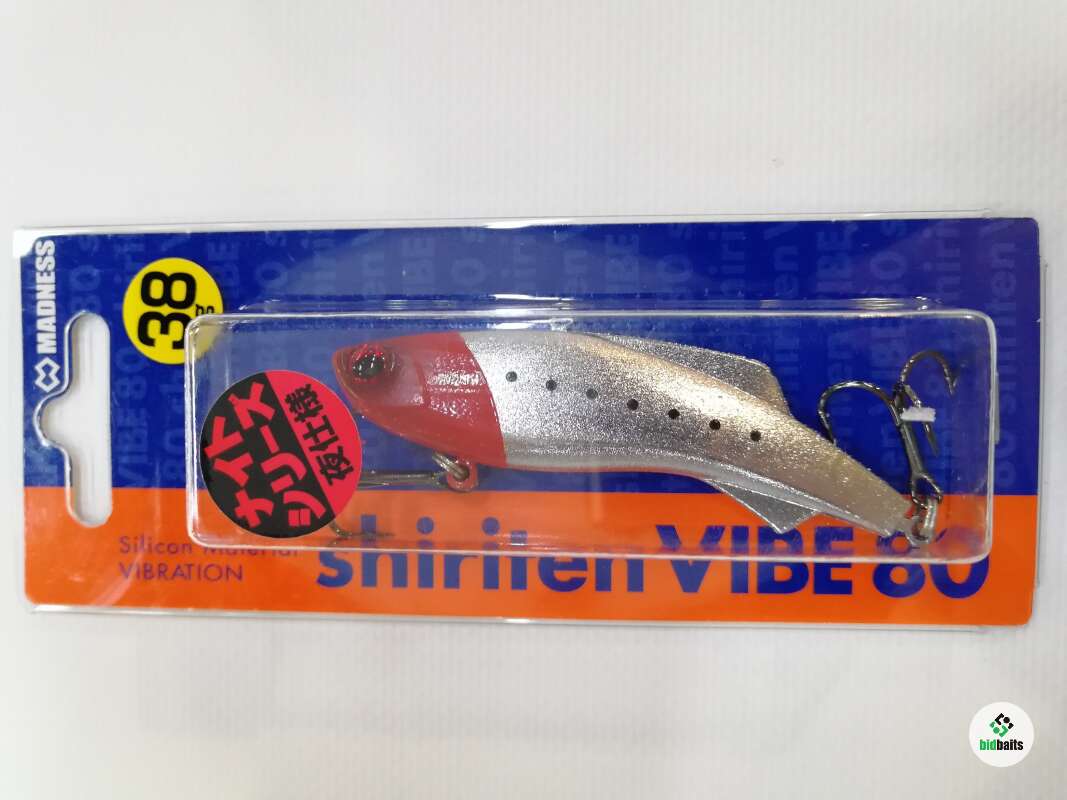 MADNESS
38g
ナイト
シリーズ
夜仕様
Silicon Material
VIBRATION
shiriten VIBE 80
bidbaits